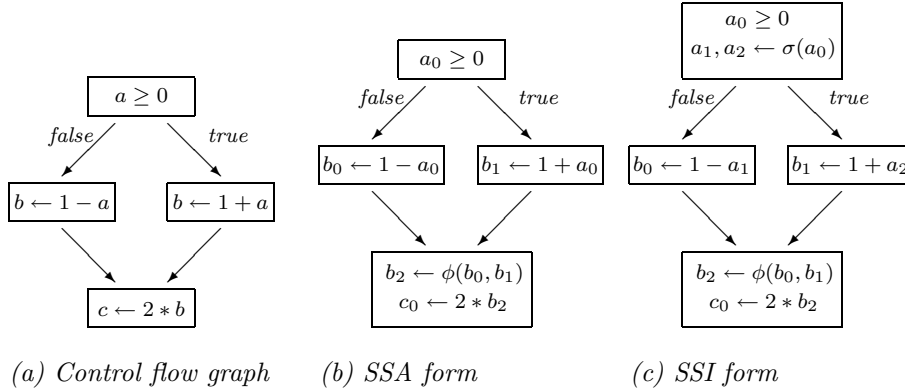 a ≥ 0
false
true
b ← 1 − a
b ← 1 + a
c ← 2 ∗ b
(a) Control flow graph
a₀ ≥ 0
false
true
b₀ ← 1 − a₀
b₁ ← 1 + a₀
b₂ ← ϕ(b₀, b₁)
c₀ ← 2 ∗ b₂
(b) SSA form
a₀ ≥ 0
a₁, a₂ ← σ(a₀)
false
true
b₀ ← 1 − a₁
b₁ ← 1 + a₂
b₂ ← ϕ(b₀, b₁)
c₀ ← 2 ∗ b₂
(c) SSI form